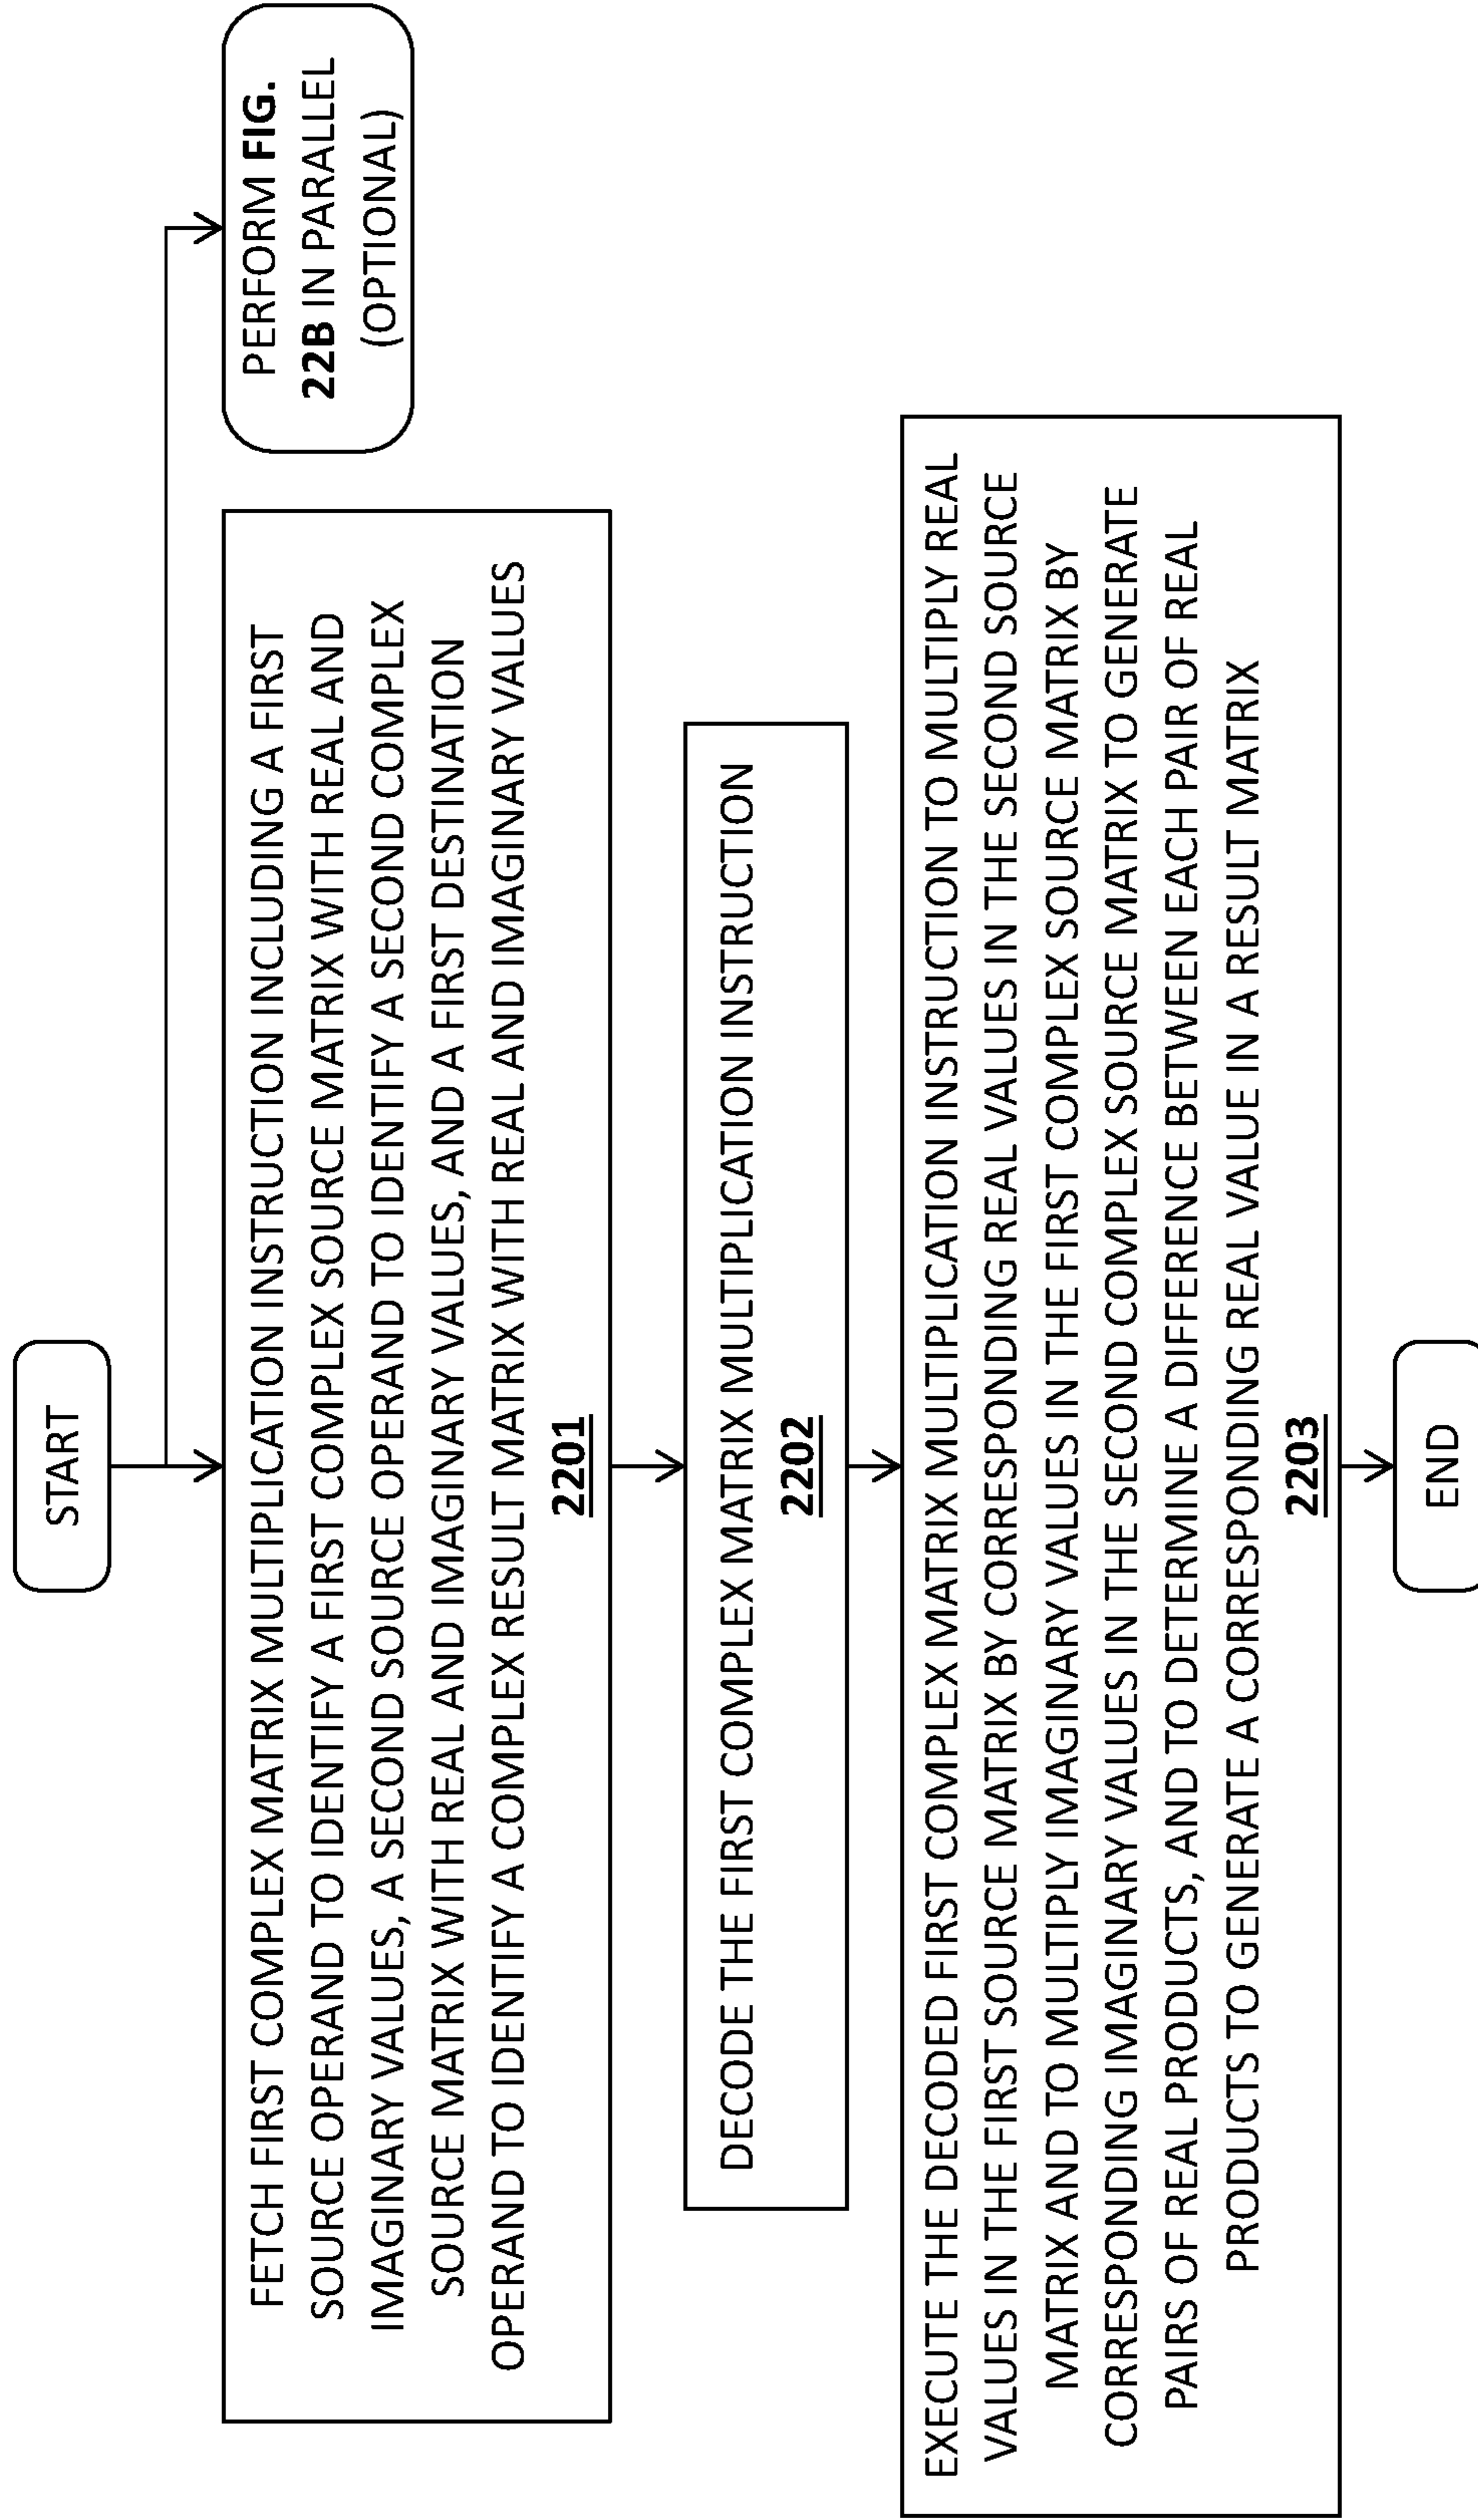 START
PERFORM FIG.
22B IN PARALLEL
(OPTIONAL)
FETCH FIRST COMPLEX MATRIX MULTIPLICATION INSTRUCTION INCLUDING A FIRST
SOURCE OPERAND TO IDENTIFY A FIRST COMPLEX SOURCE MATRIX WITH REAL AND
IMAGINARY VALUES, A SECOND SOURCE OPERAND TO IDENTIFY A SECOND COMPLEX
SOURCE MATRIX WITH REAL AND IMAGINARY VALUES, AND A FIRST DESTINATION
OPERAND TO IDENTIFY A COMPLEX RESULT MATRIX WITH REAL AND IMAGINARY VALUES
2201
DECODE THE FIRST COMPLEX MATRIX MULTIPLICATION INSTRUCTION
2202
EXECUTE THE DECODED FIRST COMPLEX MATRIX MULTIPLICATION INSTRUCTION TO MULTIPLY REAL
VALUES IN THE FIRST SOURCE MATRIX BY CORRESPONDING REAL VALUES IN THE SECOND SOURCE
MATRIX AND TO MULTIPLY IMAGINARY VALUES IN THE FIRST COMPLEX SOURCE MATRIX BY
CORRESPONDING IMAGINARY VALUES IN THE SECOND COMPLEX SOURCE MATRIX TO GENERATE
PAIRS OF REAL PRODUCTS, AND TO DETERMINE A DIFFERENCE BETWEEN EACH PAIR OF REAL
PRODUCTS TO GENERATE A CORRESPONDING REAL VALUE IN A RESULT MATRIX
2203
END